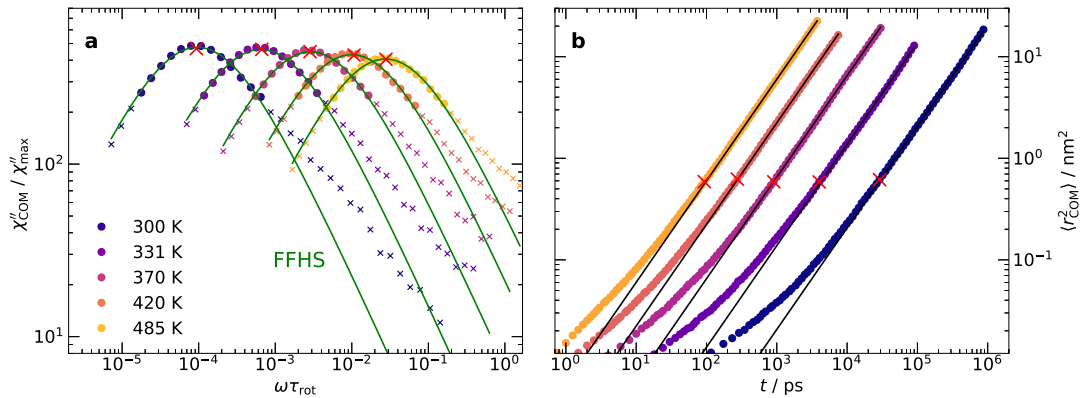 a
χ″COM / χ″max
10²
10¹
300 K
331 K
370 K
420 K
485 K
FFHS
10⁻⁵
10⁻⁴
10⁻³
10⁻²
10⁻¹
10⁰
ωτrot
b
10⁰
10¹
10²
10³
10⁴
10⁵
10⁶
t / ps
10¹
10⁰
10⁻¹
⟨r²COM⟩ / nm²